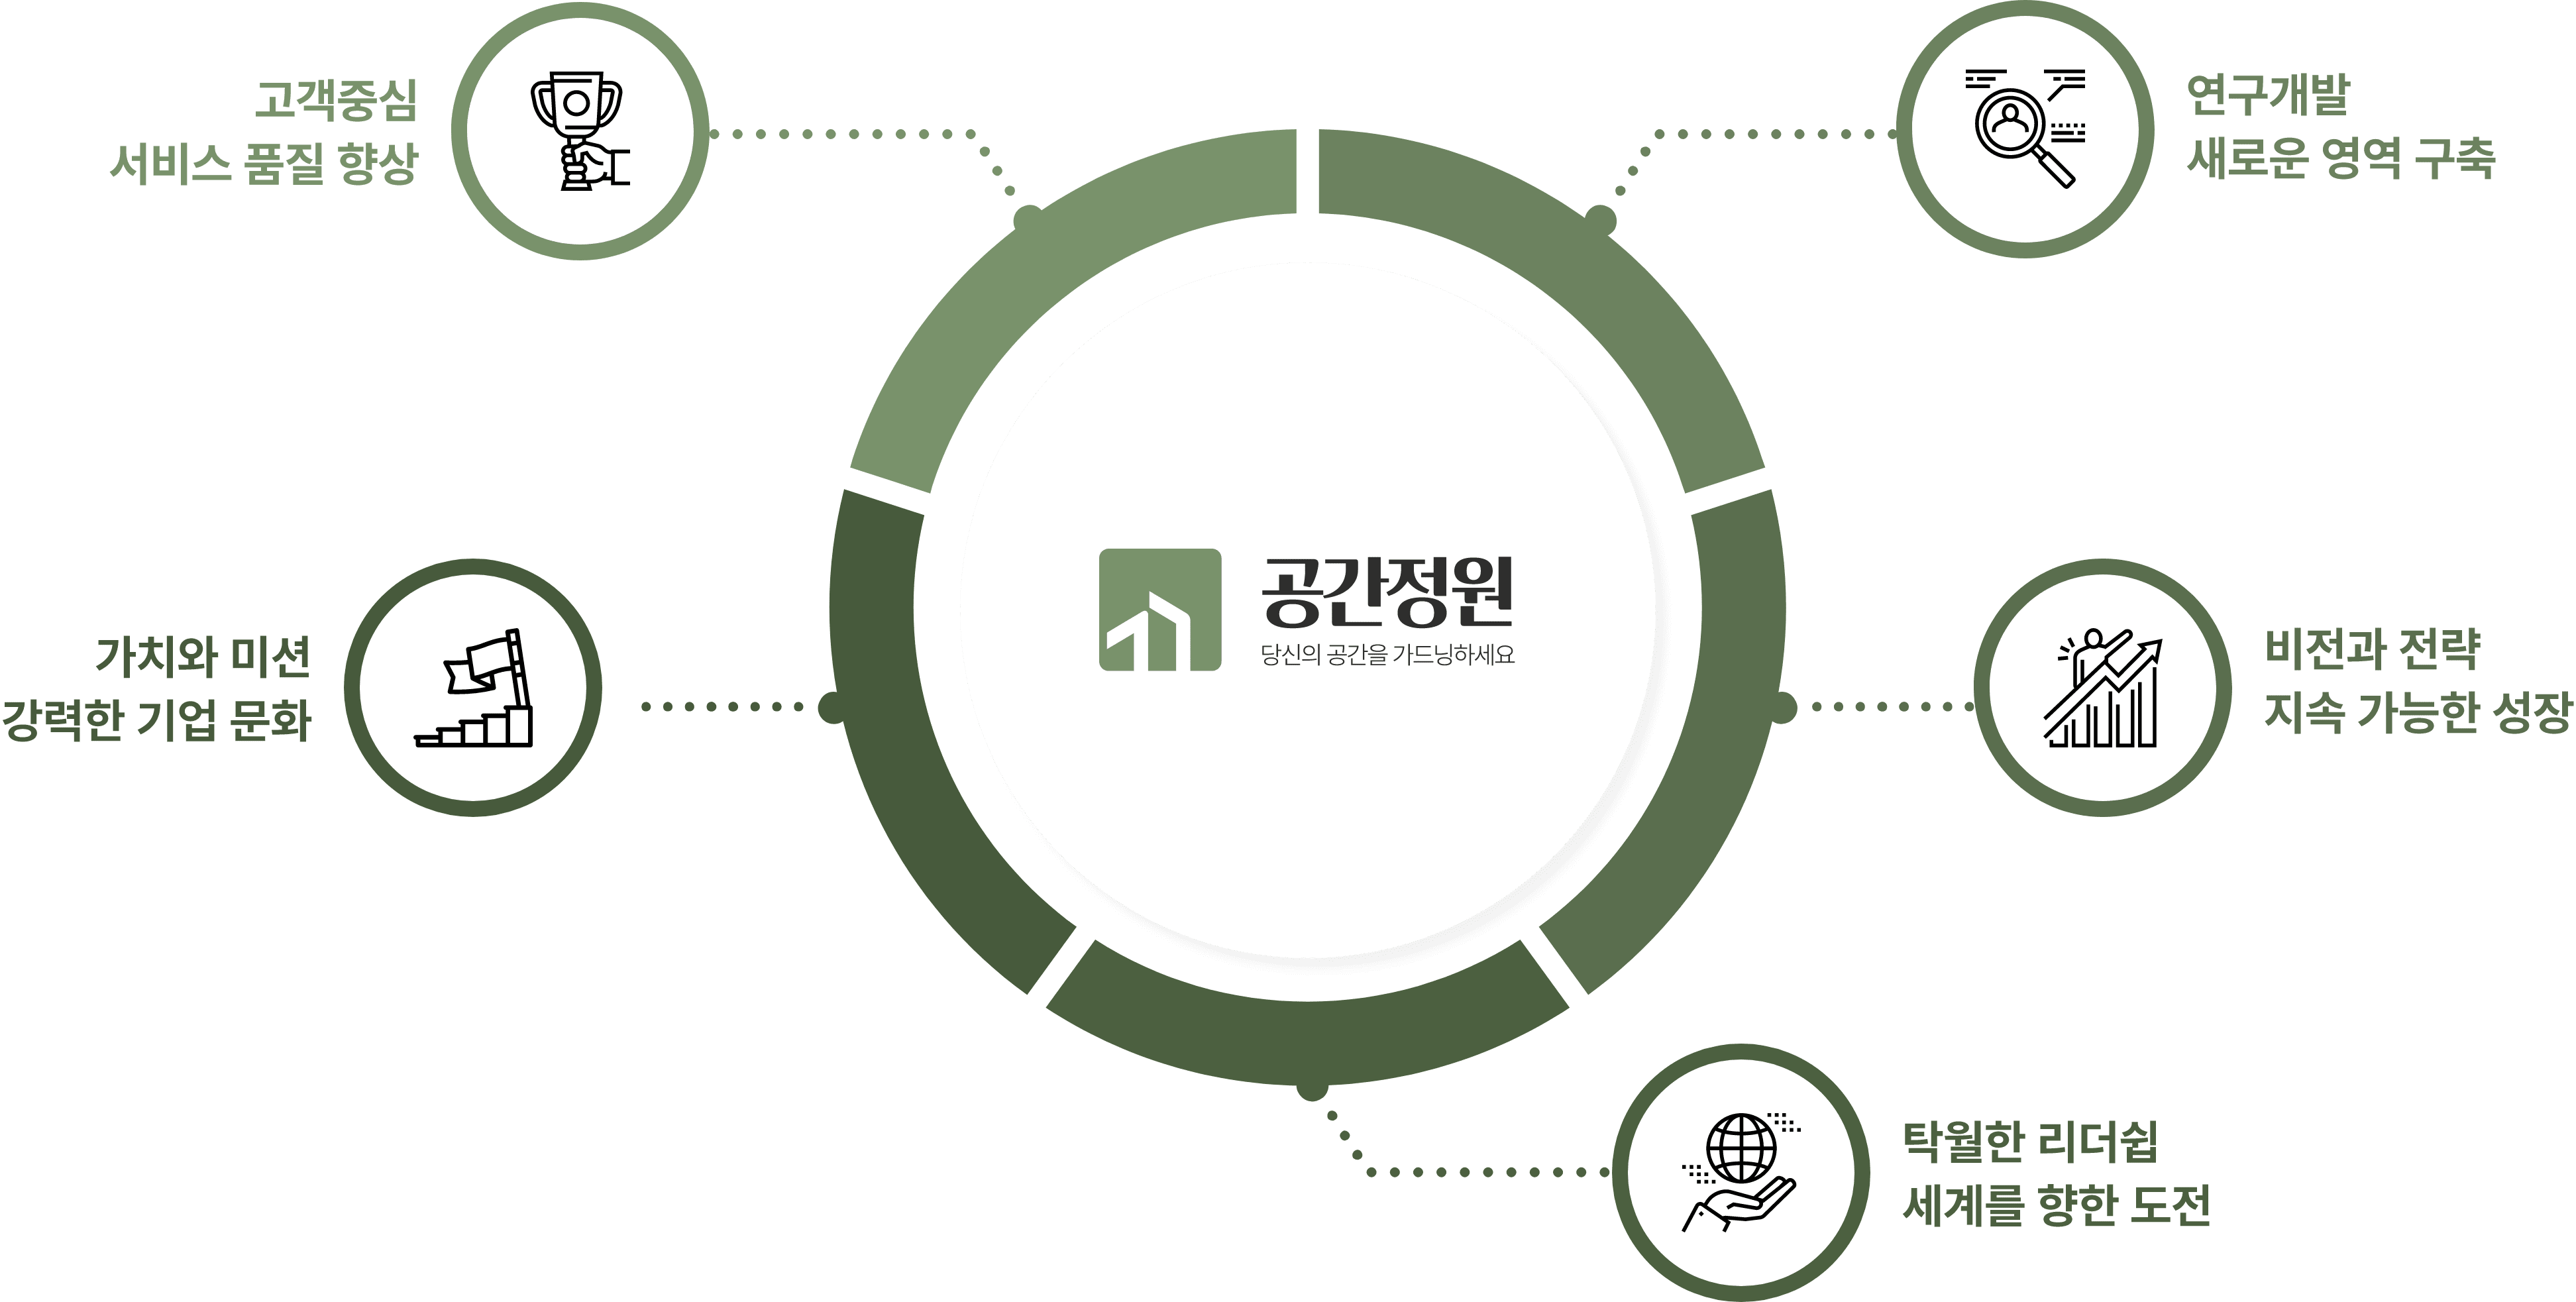 고객중심
서비스 품질 향상
연구개발
새로운 영역 구축
공간정원
당신의 공간을 가드닝하세요
가치와 미션
강력한 기업 문화
비전과 전략
지속 가능한 성장
탁월한 리더쉽
세계를 향한 도전